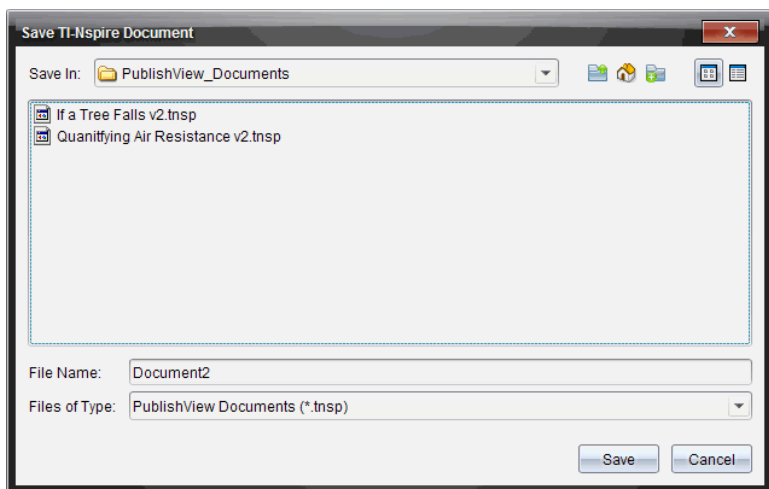 Save TI-Nspire Document
Save In: PublishView_Documents
If a Tree Falls v2.tnsp
Quanitfying Air Resistance v2.tnsp
File Name: Document2
Files of Type: PublishView Documents (*.tnsp)
Save Cancel